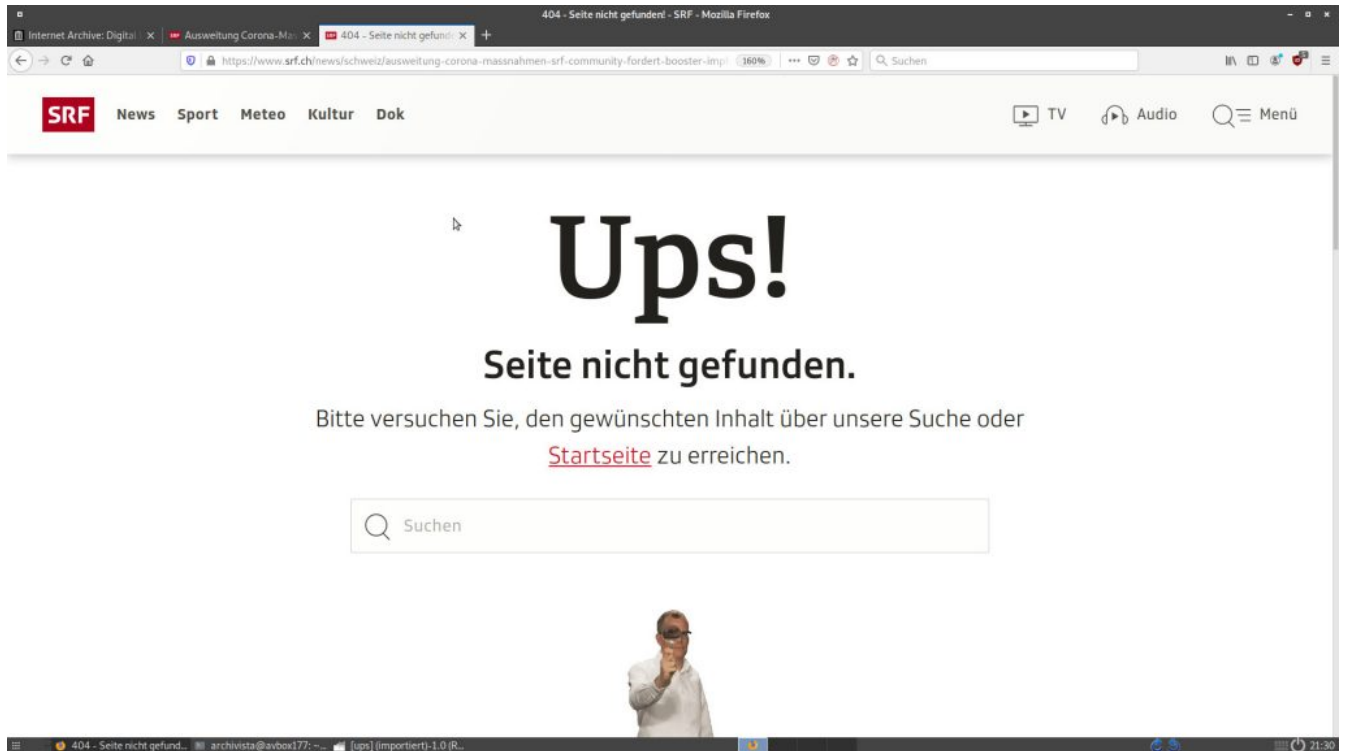 404 - Seite nicht gefunden! - SRF - Mozilla Firefox
Internet Archive: Digital
Ausweitung Corona-Ma
404 - Seite nicht gefund
https://www.srf.ch/news/schweiz/ausweitung-corona-massnahmen-srf-community-fordert-booster-imp
160%
Suchen
SRF News Sport Meteo Kultur Dok TV Audio Menü
Ups!
Seite nicht gefunden.
Bitte versuchen Sie, den gewünschten Inhalt über unsere Suche oder
Startseite zu erreichen.
Suchen
404 - Seite nicht gefund... archivista@avbox177: ~... [ups] (importiert)-1.0 (R... 21:30